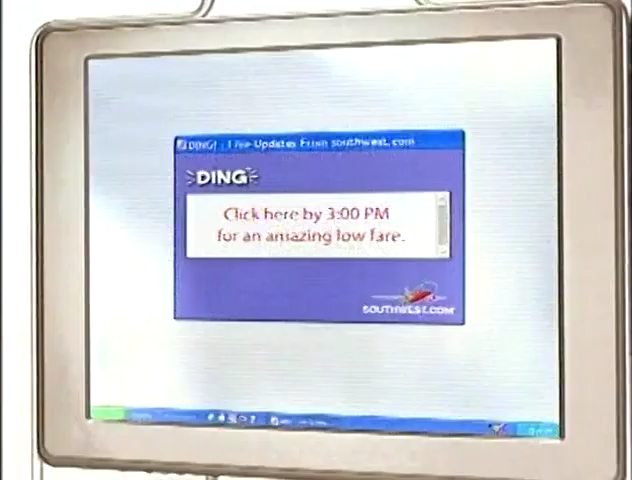 DING! - Live Updates From southwest.com
DING
Click here by 3:00 PM
for an amazing low fare.
SOUTHWEST.COM